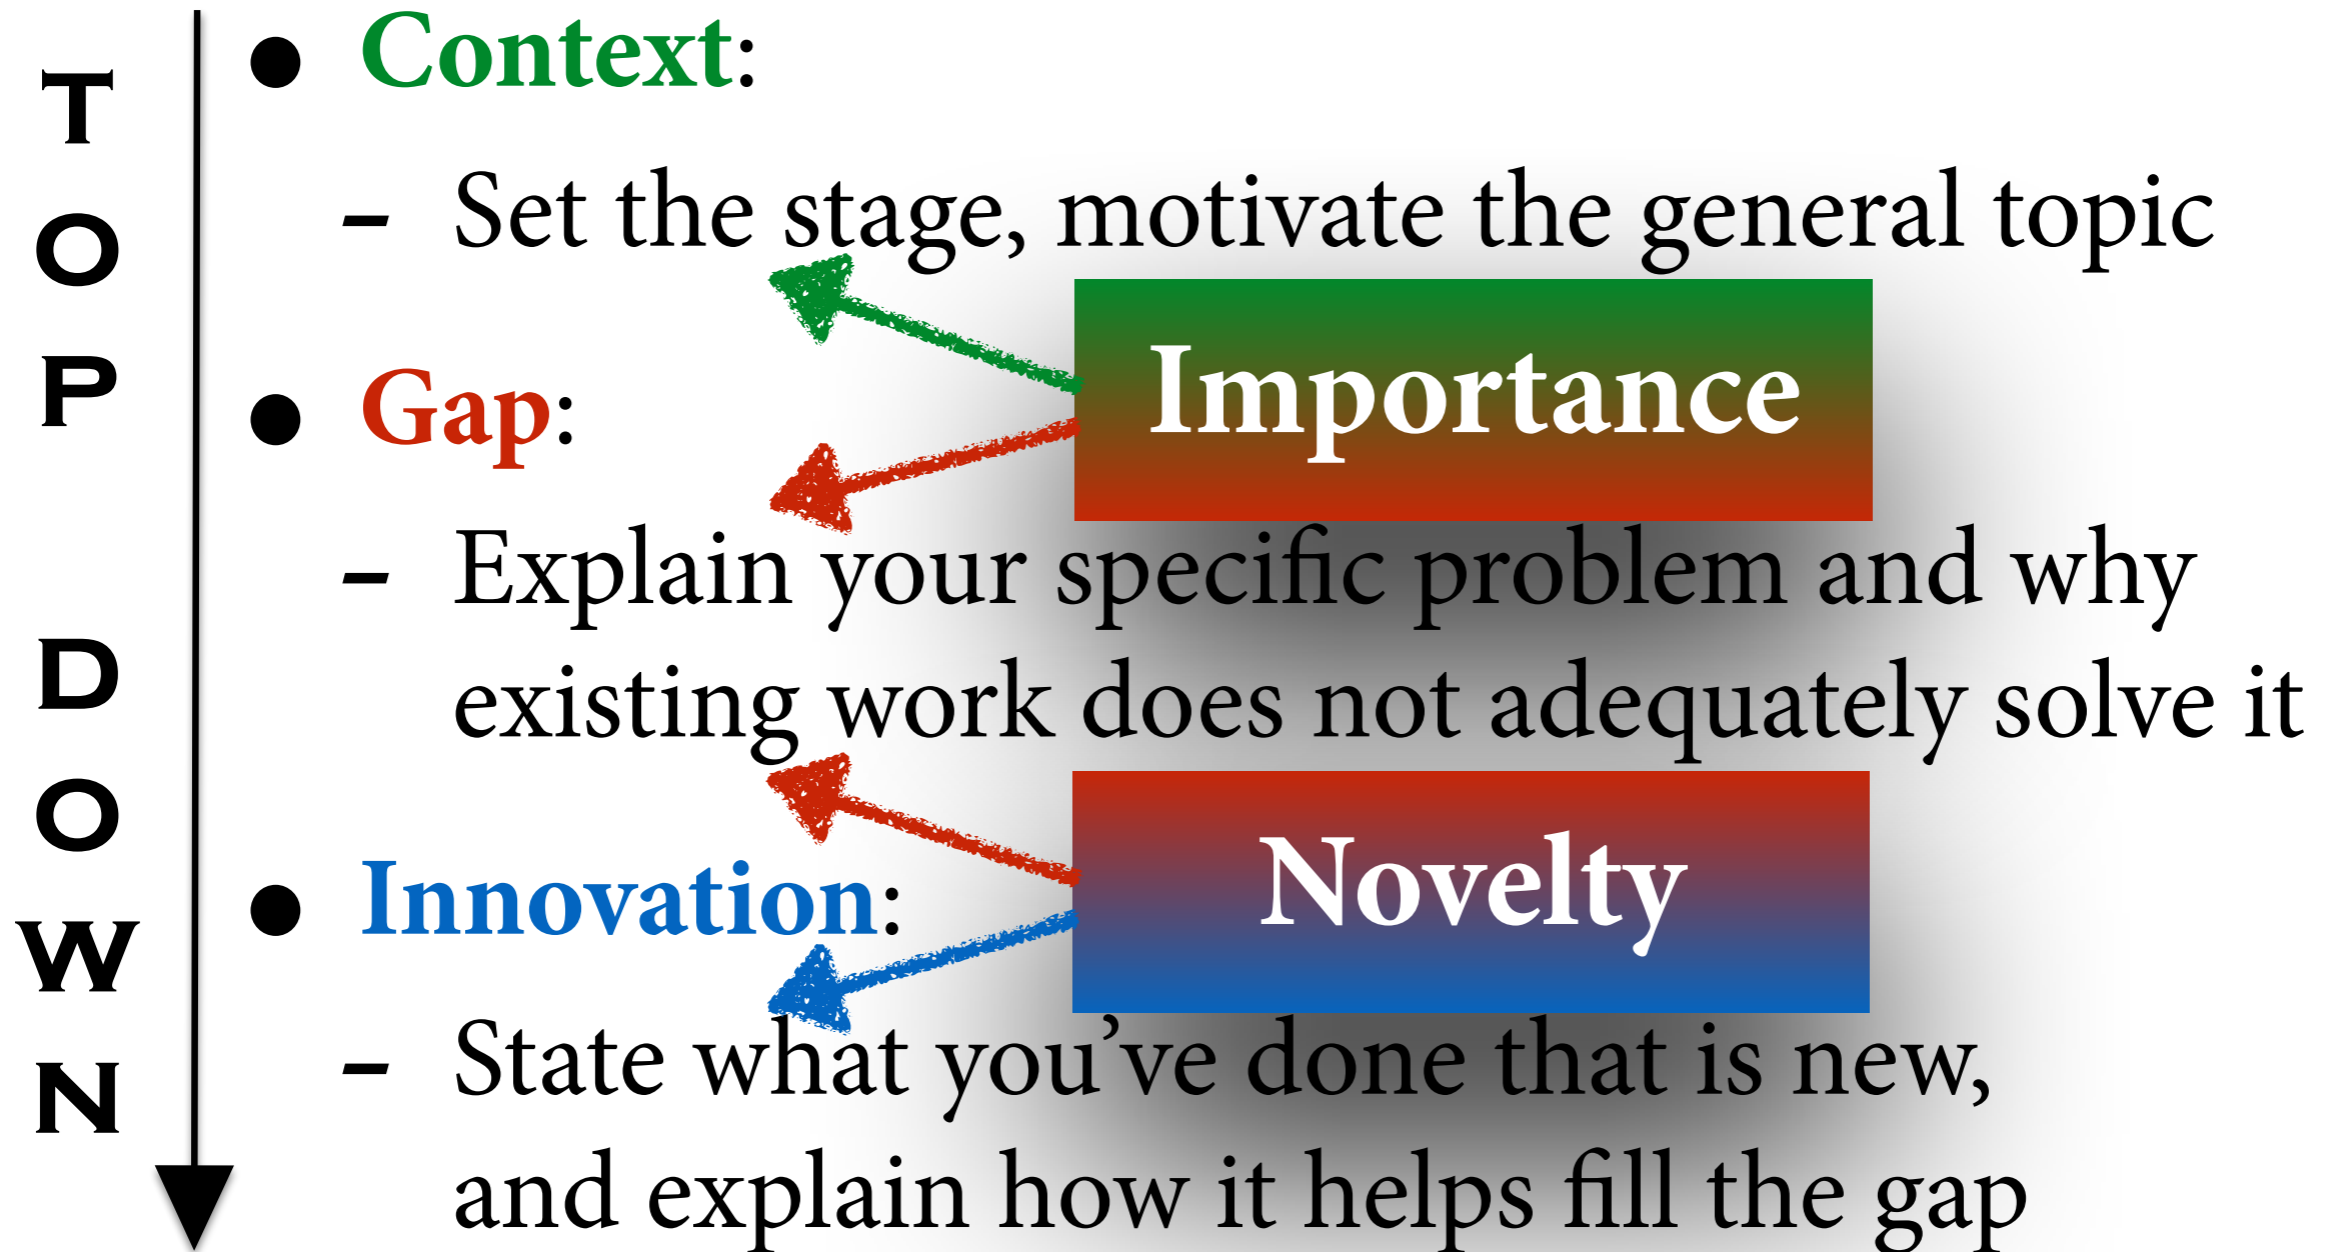 TOP DOWN
• Context:
– Set the stage, motivate the general topic
Importance
• Gap:
– Explain your specific problem and why
existing work does not adequately solve it
Novelty
• Innovation:
– State what you’ve done that is new,
and explain how it helps fill the gap